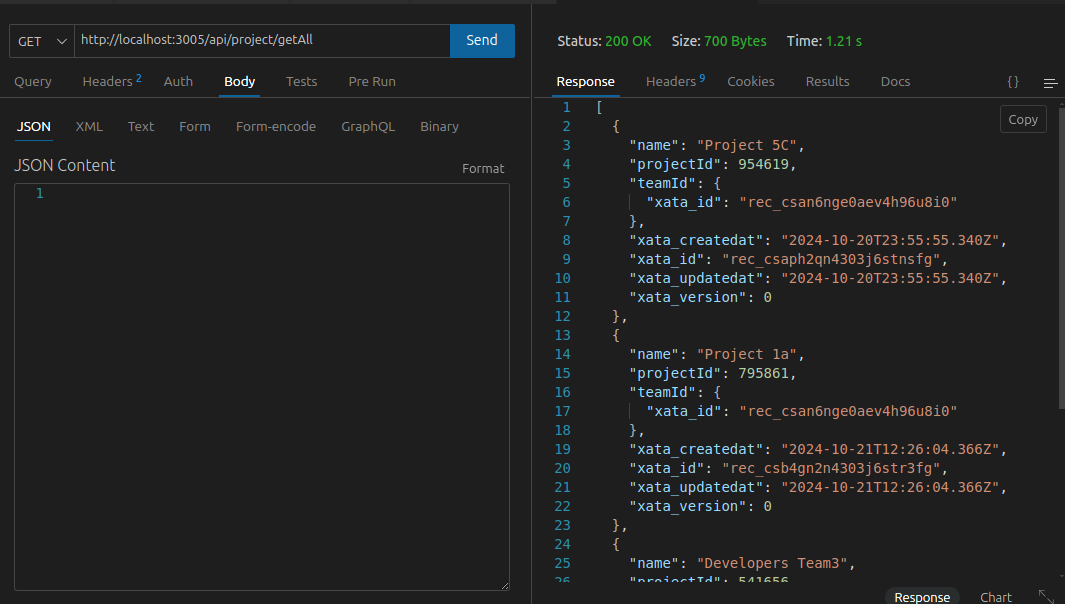 GET http://localhost:3005/api/project/getAll Send
Query Headers 2 Auth Body Tests Pre Run
JSON XML Text Form Form-encode GraphQL Binary
JSON Content Format
1
Status: 200 OK Size: 700 Bytes Time: 1.21 s
Response Headers 9 Cookies Results Docs {}
Copy
1 [
2 {
3 "name": "Project 5C",
4 "projectId": 954619,
5 "teamId": {
6 "xata_id": "rec_csan6nge0aev4h96u8i0"
7 },
8 "xata_createdat": "2024-10-20T23:55:55.340Z",
9 "xata_id": "rec_csaph2qn4303j6stnsfg",
10 "xata_updatedat": "2024-10-20T23:55:55.340Z",
11 "xata_version": 0
12 },
13 {
14 "name": "Project 1a",
15 "projectId": 795861,
16 "teamId": {
17 "xata_id": "rec_csan6nge0aev4h96u8i0"
18 },
19 "xata_createdat": "2024-10-21T12:26:04.366Z",
20 "xata_id": "rec_csb4gn2n4303j6str3fg",
21 "xata_updatedat": "2024-10-21T12:26:04.366Z",
22 "xata_version": 0
23 },
24 {
25 "name": "Developers Team3",
26 "projectId": 541656
Response Chart